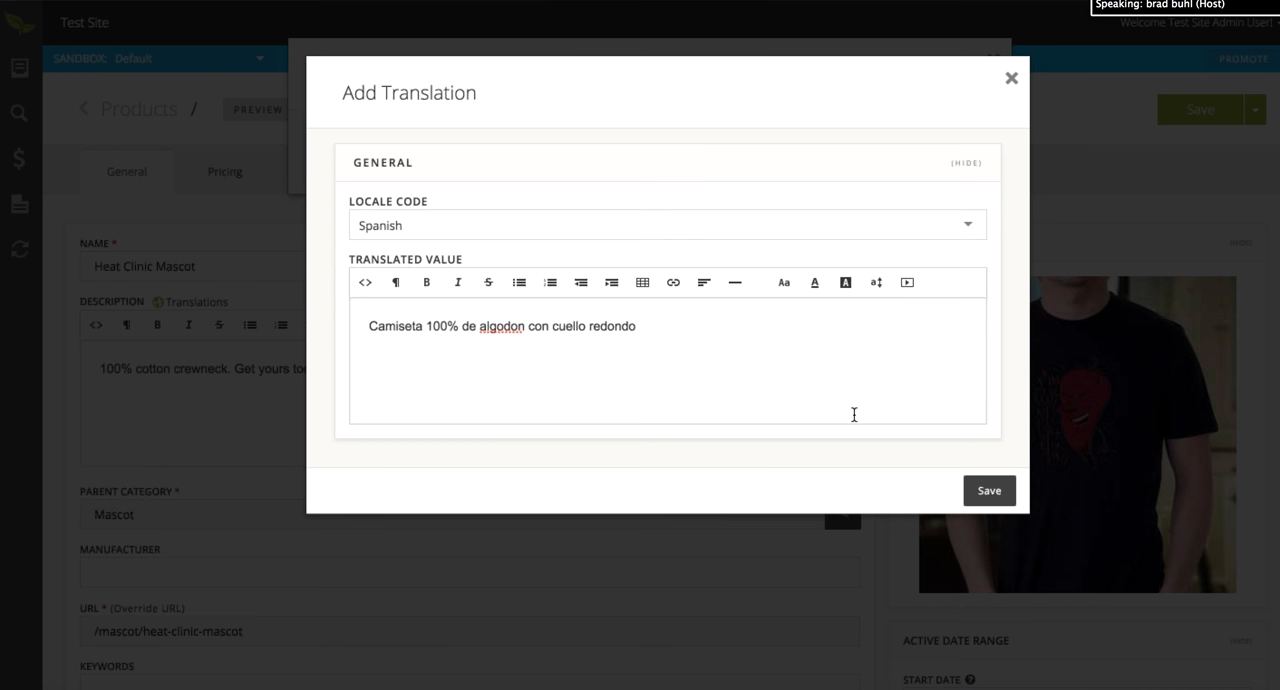 Speaking: brad buhl (Host)
Test Site
Welcome Test Site Admin User!
SANDBOX: Default
PROMOTE
Products /
PREVIEW
Save
General
Pricing
Add Translation
GENERAL
(HIDE)
LOCALE CODE
Spanish
TRANSLATED VALUE
Camiseta 100% de algodon con cuello redondo
Save
NAME *
Heat Clinic Mascot
DESCRIPTION Translations
100% cotton crewneck. Get yours
PARENT CATEGORY *
Mascot
MANUFACTURER
URL * (Override URL)
/mascot/heat-clinic-mascot
KEYWORDS
ACTIVE DATE RANGE
START DATE